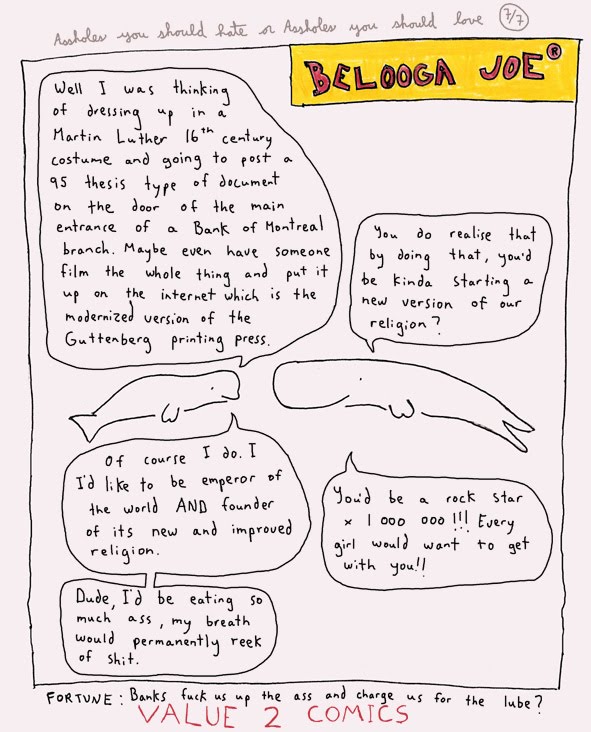 Assholes you should hate or Assholes you should love 7/7
BELOOGA JOE®
Well I was thinking
of dressing up in a
Martin Luther 16th century
costume and going to post a
95 thesis type of document
on the door of the main
entrance of a Bank of Montreal
branch. Maybe even have someone
film the whole thing and put it
up on the internet which is the
modernized version of the
Guttenberg printing press.
You do realise that
by doing that, you'd
be kinda starting a
new version of our
religion?
Of course I do. I
I'd like to be emperor of
the world AND founder
of its new and improved
religion.
You'd be a rock star
x 1 000 000 !!! Every
girl would want to get
with you!!
Dude, I'd be eating so
much ass, my breath
would permanently reek
of shit.
FORTUNE: Banks fuck us up the ass and charge us for the lube?
VALUE 2 COMICS